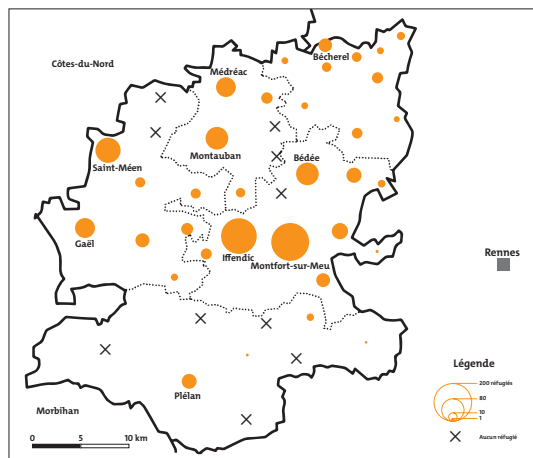 Côtes-du-Nord
Bécherel
Médréac
Montauban
Saint-Méen
Bédée
Gaël
Iffendic
Montfort-sur-Meu
Rennes
Plélan
Morbihan
0 5 10 km
Légende
200 réfugiés
80
10
1
Aucun réfugié